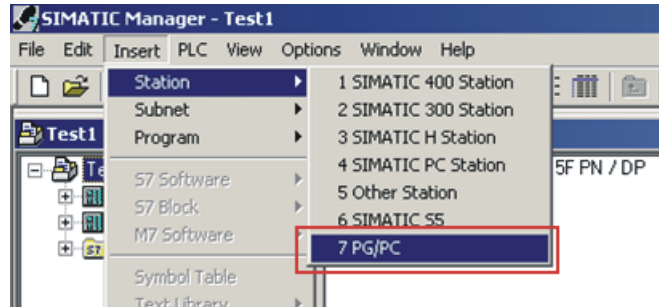 SIMATIC Manager - Test1
File Edit Insert PLC View Options Window Help
Station
Subnet
Program
S7 Software
S7 Block
M7 Software
Symbol Table
Text Library
1 SIMATIC 400 Station
2 SIMATIC 300 Station
3 SIMATIC H Station
4 SIMATIC PC Station
5 Other Station
6 SIMATIC S5
7 PG/PC
Test1
Te
S7
5F PN / DP